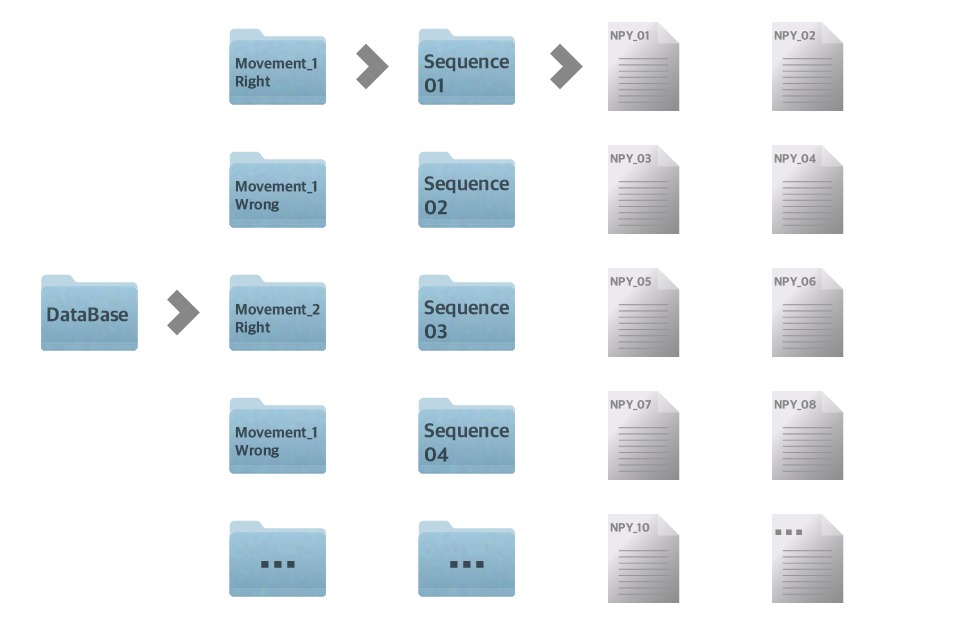 Movement_1
Right
Sequence
01
NPY_01
NPY_02
Movement_1
Wrong
Sequence
02
NPY_03
NPY_04
DataBase
Movement_2
Right
Sequence
03
NPY_05
NPY_06
Movement_1
Wrong
Sequence
04
NPY_07
NPY_08
...
...
NPY_10
...